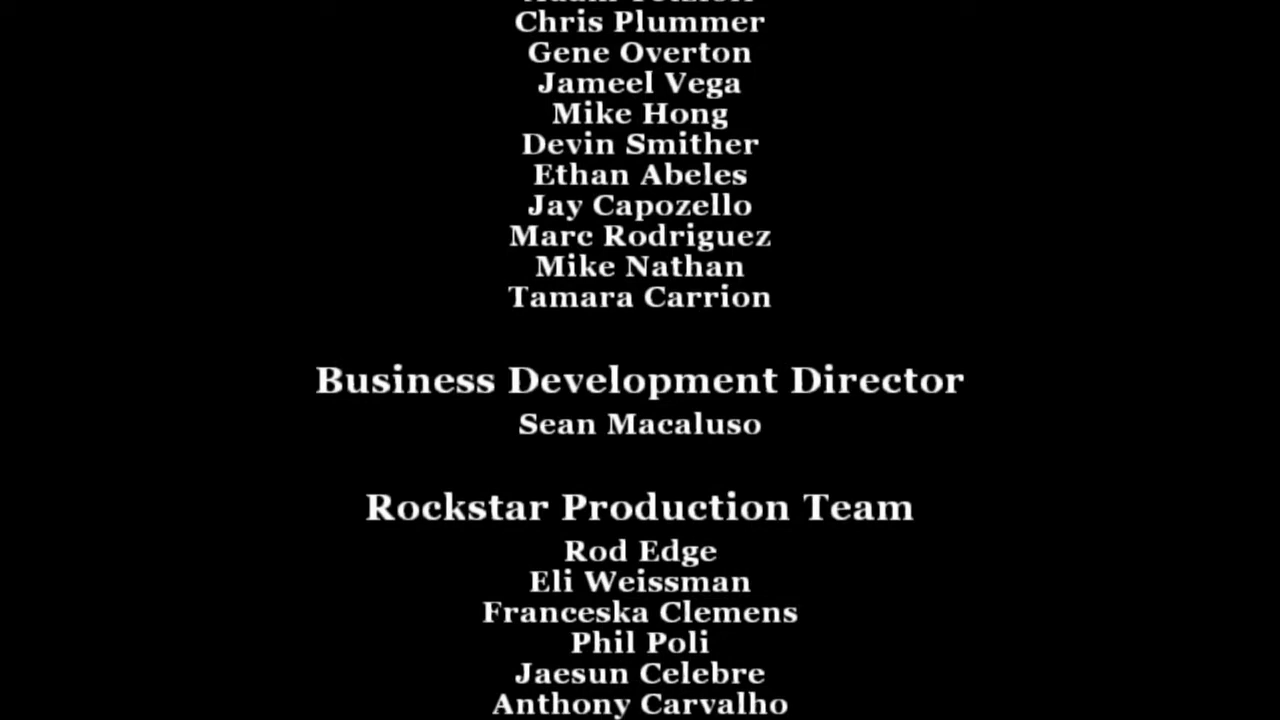 Chris Plummer
Gene Overton
Jameel Vega
Mike Hong
Devin Smither
Ethan Abeles
Jay Capozello
Marc Rodriguez
Mike Nathan
Tamara Carrion
Business Development Director
Sean Macaluso
Rockstar Production Team
Rod Edge
Eli Weissman
Franceska Clemens
Phil Poli
Jaesun Celebre
Anthony Carvalho